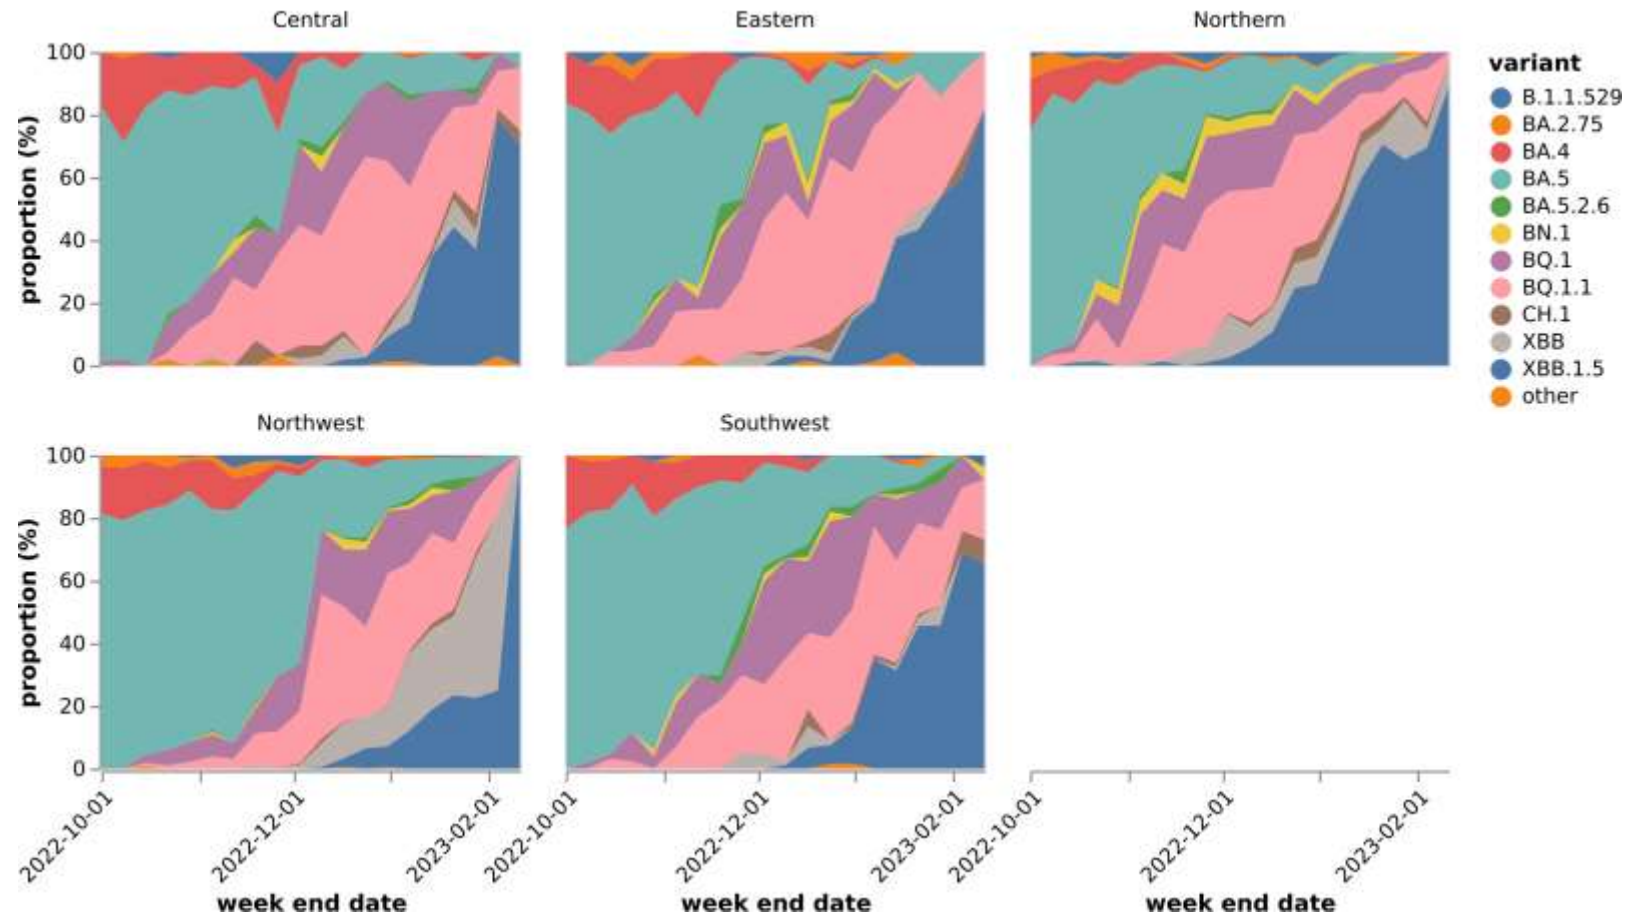 Central
Eastern
Northern
variant
B.1.1.529
BA.2.75
BA.4
BA.5
BA.5.2.6
BN.1
BQ.1
BQ.1.1
CH.1
XBB
XBB.1.5
other
proportion (%)
100
80
60
40
20
0
Northwest
Southwest
proportion (%)
100
80
60
40
20
0
2022-10-01
2022-12-01
2023-02-01
2022-10-01
2022-12-01
2023-02-01
2022-10-01
2022-12-01
2023-02-01
week end date
week end date
week end date